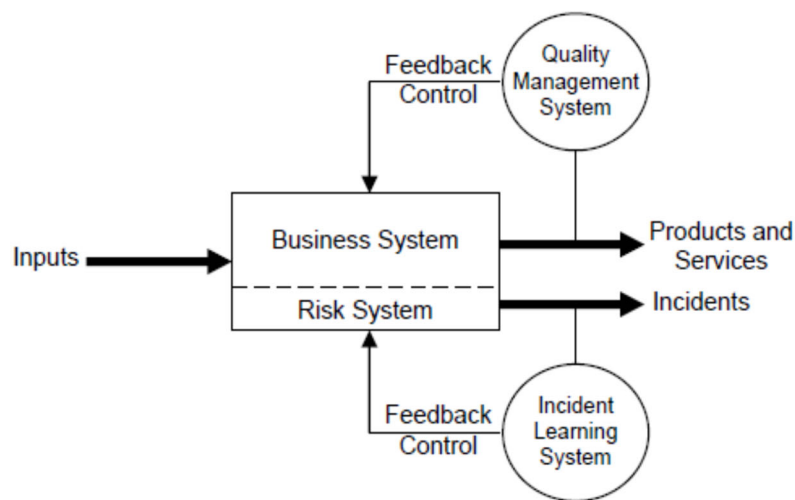 Quality
Management
System
Feedback
Control
Inputs
Business System
Risk System
Products and
Services
Incidents
Feedback
Control
Incident
Learning
System